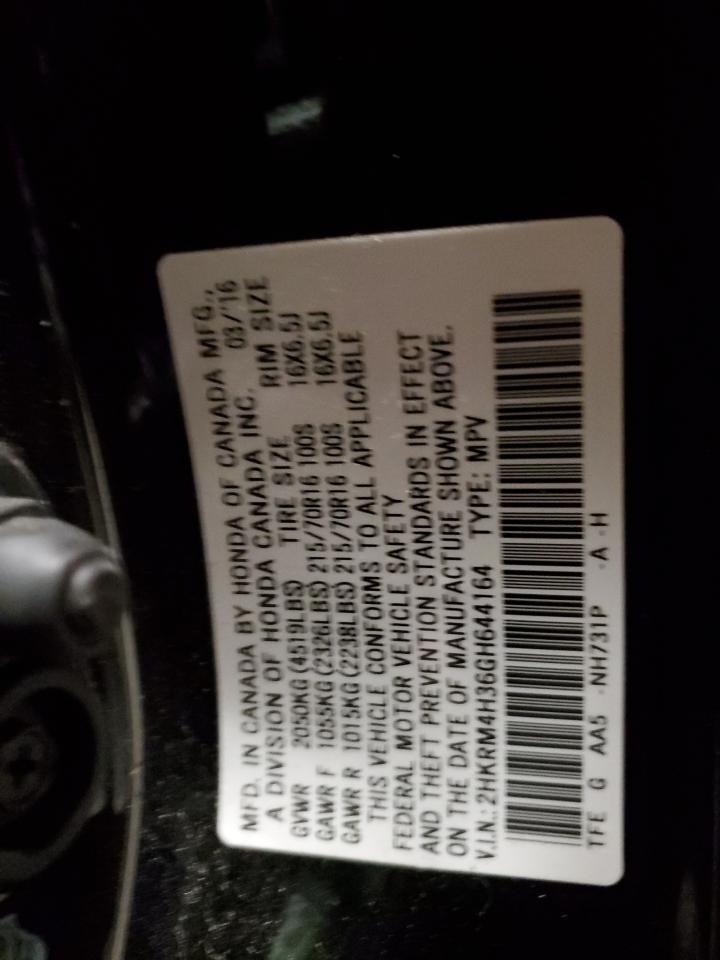 MFD. IN CANADA BY HONDA OF CANADA MFG.,
A DIVISION OF HONDA CANADA INC. 03/'16
GVWR 2050KG (4519LBS) TIRE SIZE RIM SIZE
GAWR F 1055KG (2326LBS) 215/70R16 100S 16X6.5J
GAWR R 1015KG (2238LBS) 215/70R16 100S 16X6.5J
THIS VEHICLE CONFORMS TO ALL APPLICABLE
FEDERAL MOTOR VEHICLE SAFETY
AND THEFT PREVENTION STANDARDS IN EFFECT
ON THE DATE OF MANUFACTURE SHOWN ABOVE.
V.I.N.: 2HKRM4H36GH644164 TYPE: MPV
TFE G AA5 -NH731P -A -H